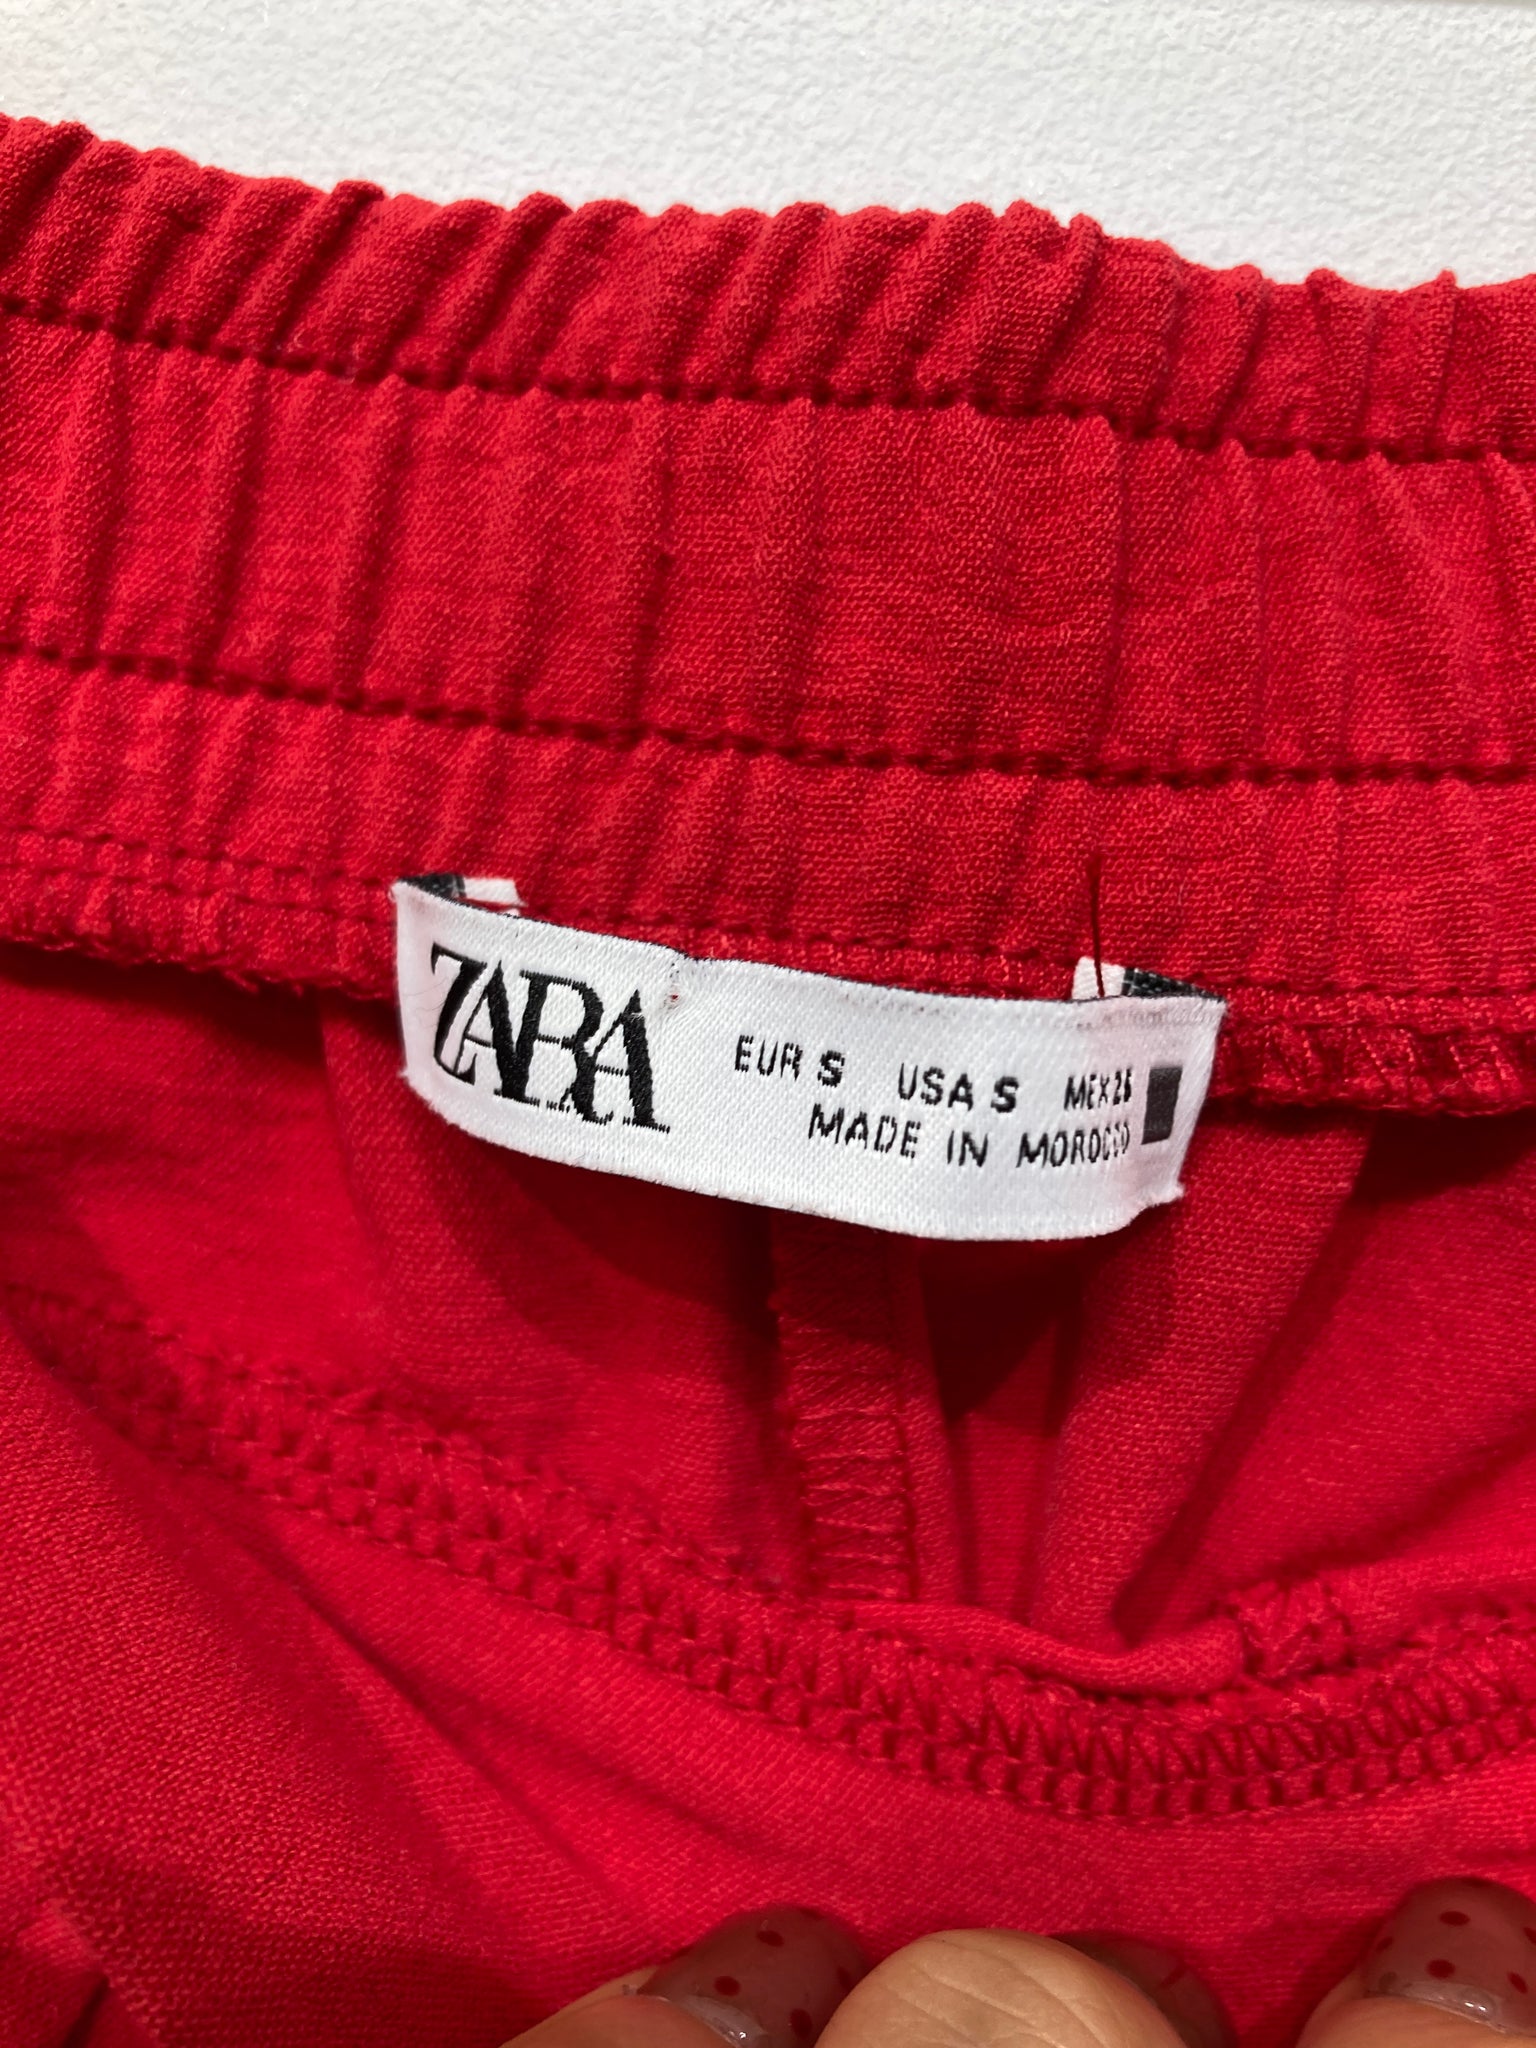 ZARA
EUR S USA S MEX 26
MADE IN MOROCCO